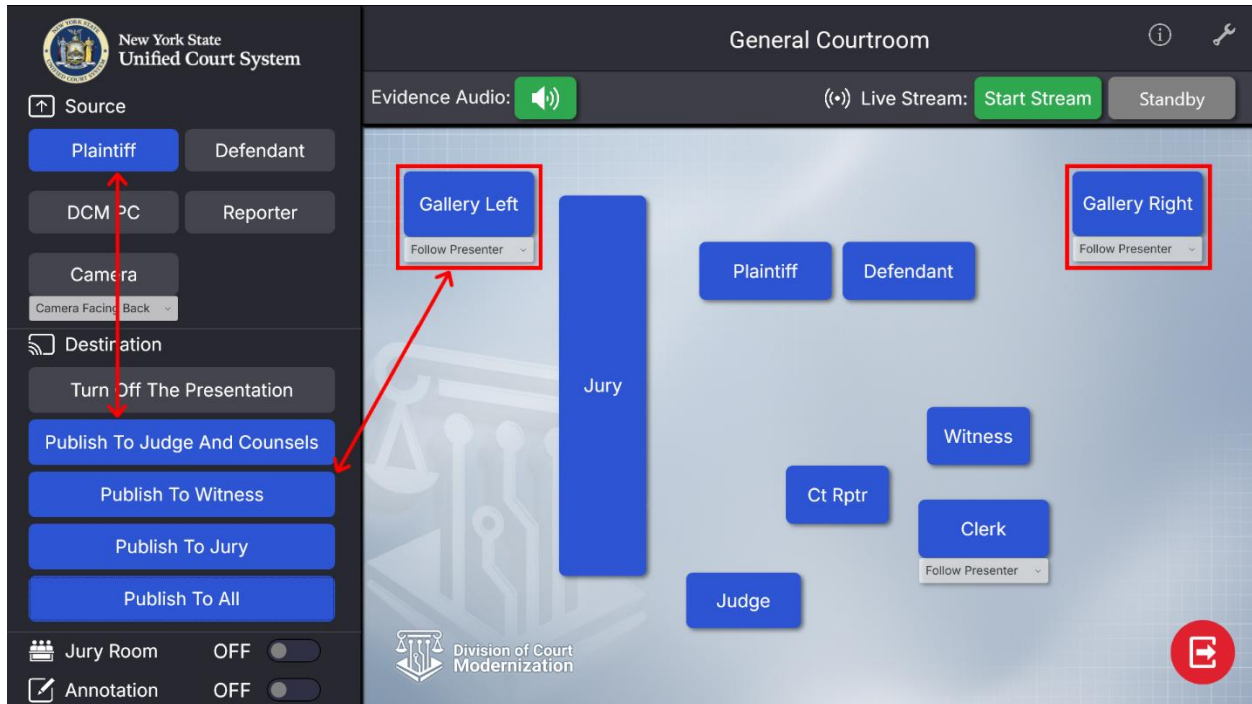 New York State
Unified Court System
General Courtroom
Source
Evidence Audio:
((•)) Live Stream:
Start Stream
Standby
Plaintiff
Defendant
DCM PC
Reporter
Camera
Camera Facing Back
Destination
Turn Off The Presentation
Publish To Judge And Counsels
Publish To Witness
Publish To Jury
Publish To All
Jury Room
OFF
Annotation
OFF
Gallery Left
Follow Presenter
Gallery Right
Follow Presenter
Plaintiff
Defendant
Jury
Witness
Ct Rptr
Clerk
Follow Presenter
Judge
Division of Court
Modernization